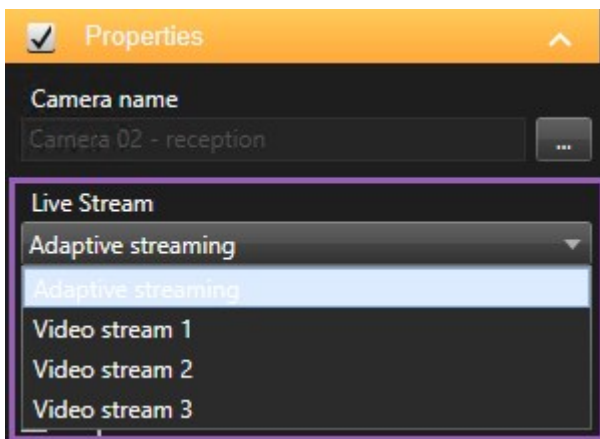 Properties
Camera name
Camera 02 - reception
...
Live Stream
Adaptive streaming
Adaptive streaming
Video stream 1
Video stream 2
Video stream 3